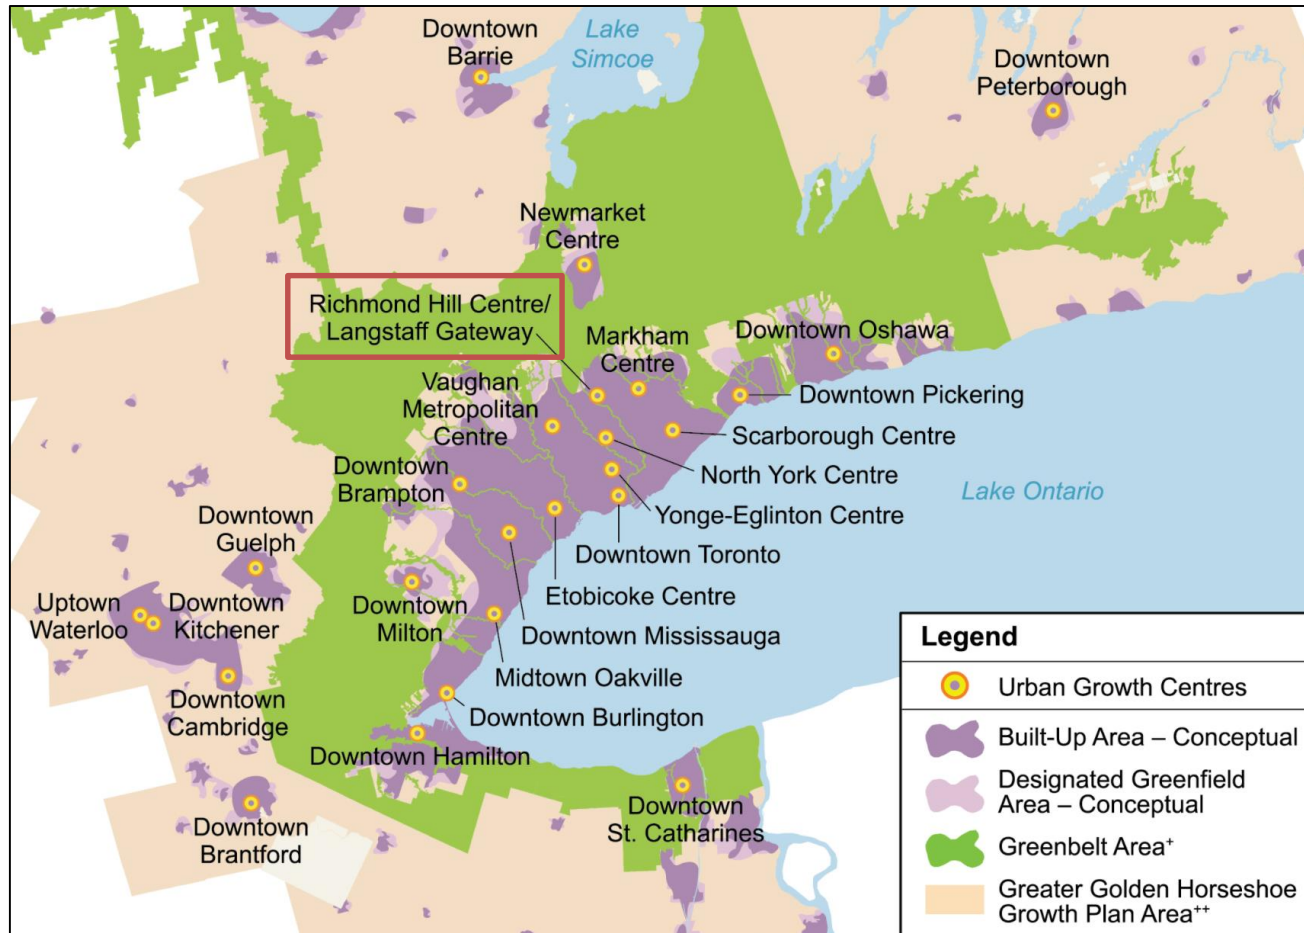 Downtown
Barrie
Lake
Simcoe
Downtown
Peterborough
Newmarket
Centre
Richmond Hill Centre/
Langstaff Gateway
Markham
Centre
Downtown Oshawa
Vaughan
Metropolitan
Centre
Downtown Pickering
Scarborough Centre
Downtown
Brampton
North York Centre
Lake Ontario
Yonge-Eglinton Centre
Downtown
Guelph
Downtown Toronto
Etobicoke Centre
Uptown
Waterloo
Downtown
Kitchener
Downtown
Milton
Downtown Mississauga
Midtown Oakville
Downtown
Cambridge
Downtown Burlington
Downtown Hamilton
Downtown
St. Catharines
Downtown
Brantford
Legend
Urban Growth Centres
Built-Up Area – Conceptual
Designated Greenfield
Area – Conceptual
Greenbelt Area+
Greater Golden Horseshoe
Growth Plan Area++